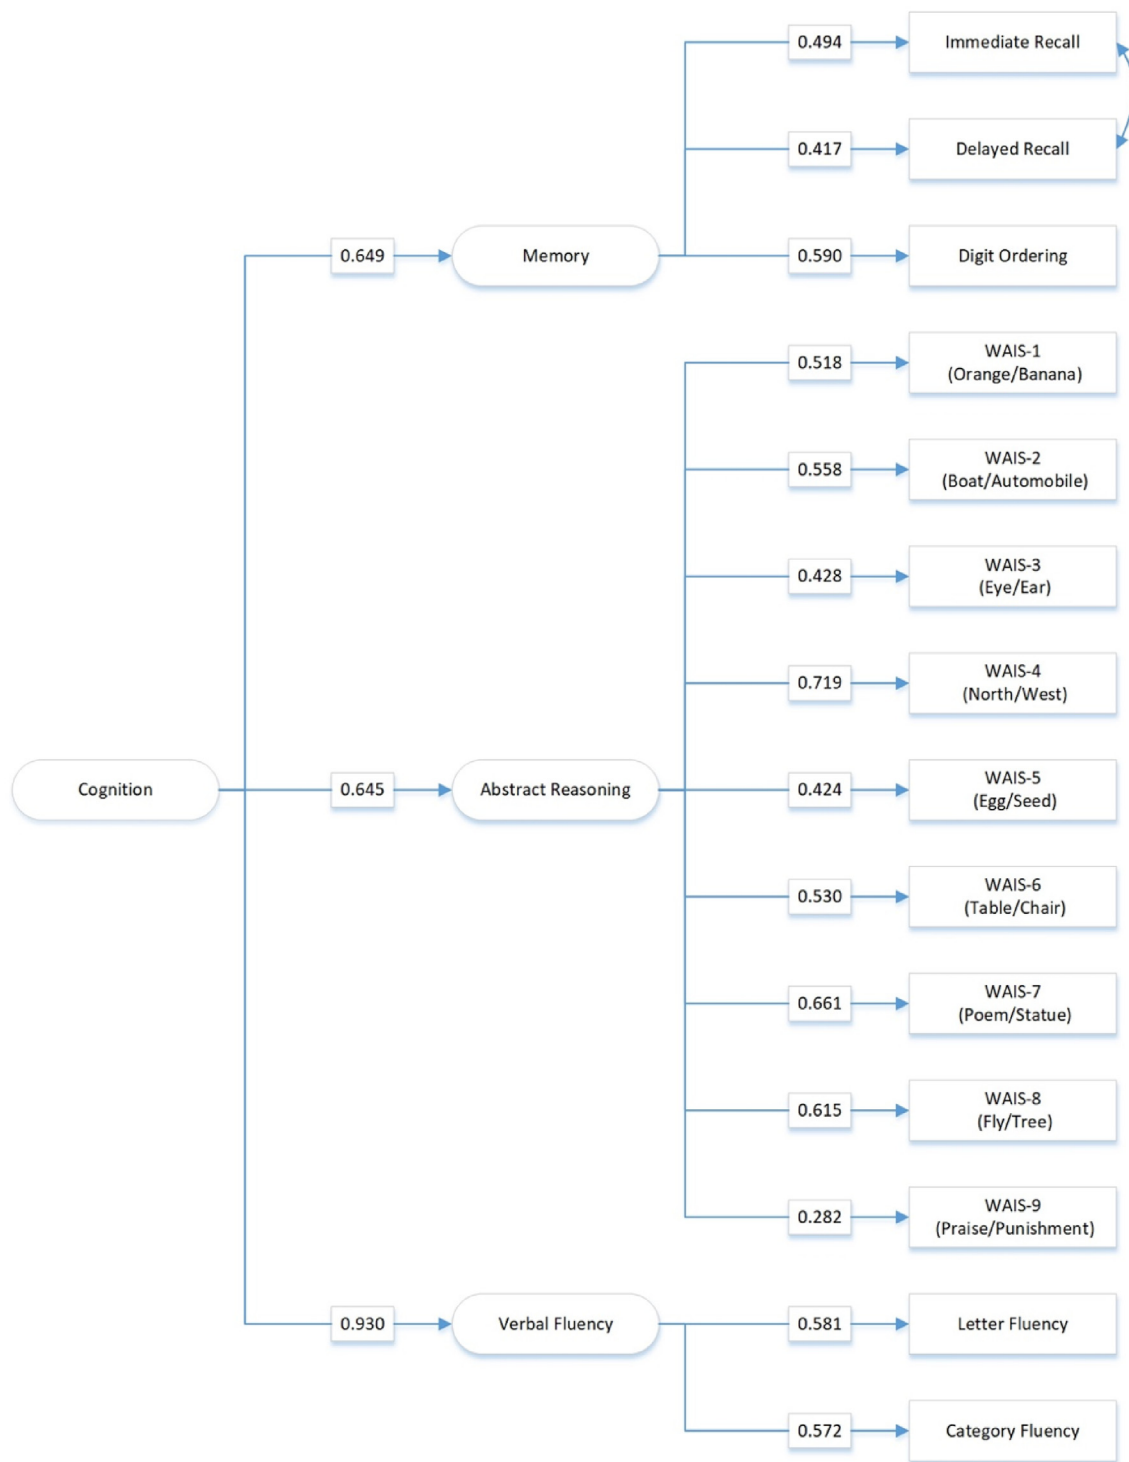 0.494
Immediate Recall
0.417
Delayed Recall
0.649
Memory
0.590
Digit Ordering
0.518
WAIS-1
(Orange/Banana)
0.558
WAIS-2
(Boat/Automobile)
0.428
WAIS-3
(Eye/Ear)
0.719
WAIS-4
(North/West)
Cognition
0.645
Abstract Reasoning
0.424
WAIS-5
(Egg/Seed)
0.530
WAIS-6
(Table/Chair)
0.661
WAIS-7
(Poem/Statue)
0.615
WAIS-8
(Fly/Tree)
0.282
WAIS-9
(Praise/Punishment)
0.930
Verbal Fluency
0.581
Letter Fluency
0.572
Category Fluency